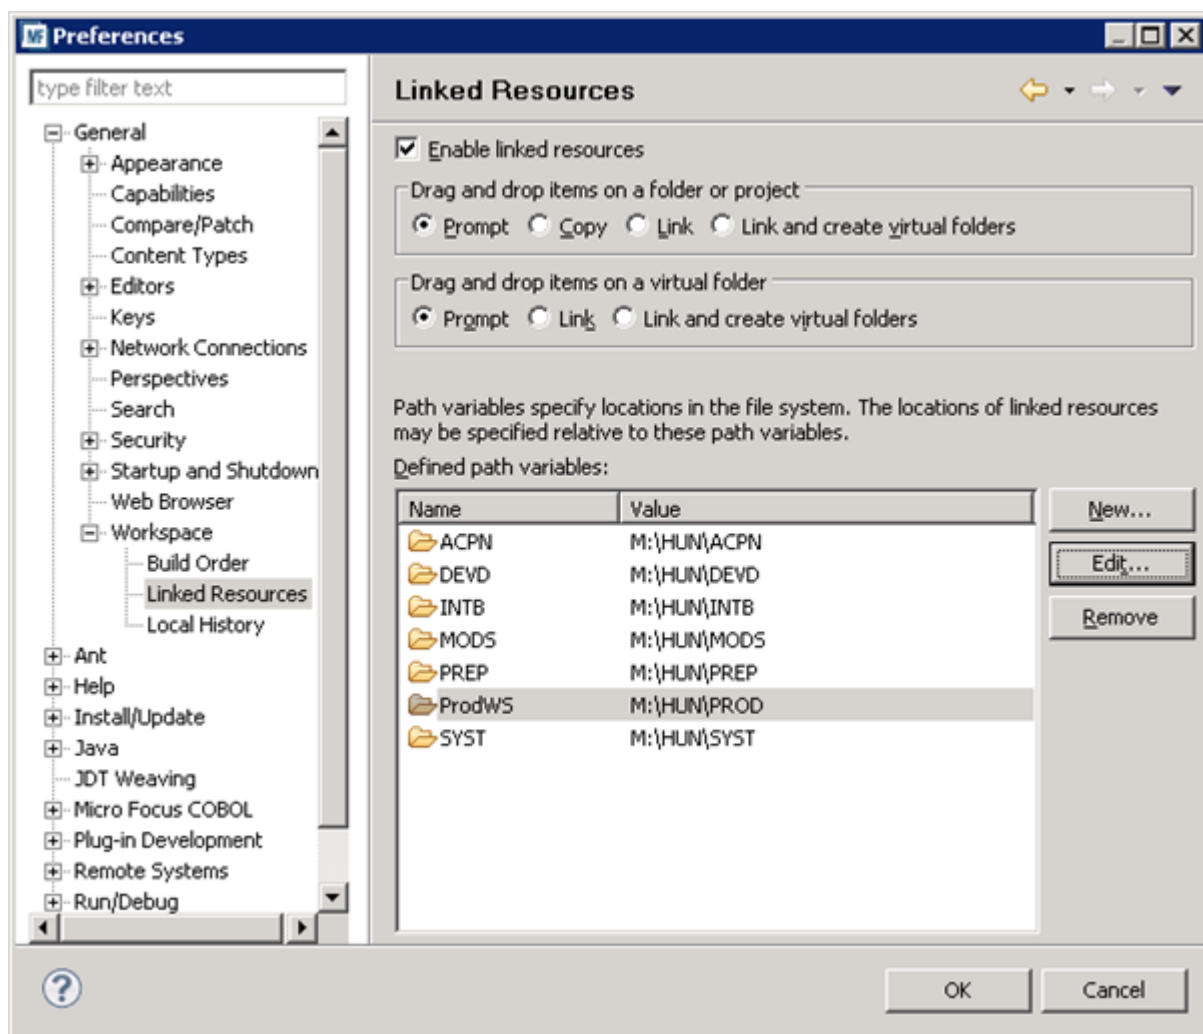 MF Preferences
type filter text
General
Appearance
Capabilities
Compare/Patch
Content Types
Editors
Keys
Network Connections
Perspectives
Search
Security
Startup and Shutdown
Web Browser
Workspace
Build Order
Linked Resources
Local History
Ant
Help
Install/Update
Java
JDT Weaving
Micro Focus COBOL
Plug-in Development
Remote Systems
Run/Debug
Linked Resources
Enable linked resources
Drag and drop items on a folder or project
Prompt Copy Link Link and create virtual folders
Drag and drop items on a virtual folder
Prompt Link Link and create virtual folders
Path variables specify locations in the file system. The locations of linked resources
may be specified relative to these path variables.
Defined path variables:
Name Value
ACPN M:\HUN\ACPN
DEVD M:\HUN\DEVD
INTB M:\HUN\INTB
MODS M:\HUN\MODS
PREP M:\HUN\PREP
ProdWS M:\HUN\PROD
SYST M:\HUN\SYST
New...
Edit...
Remove
?
OK Cancel